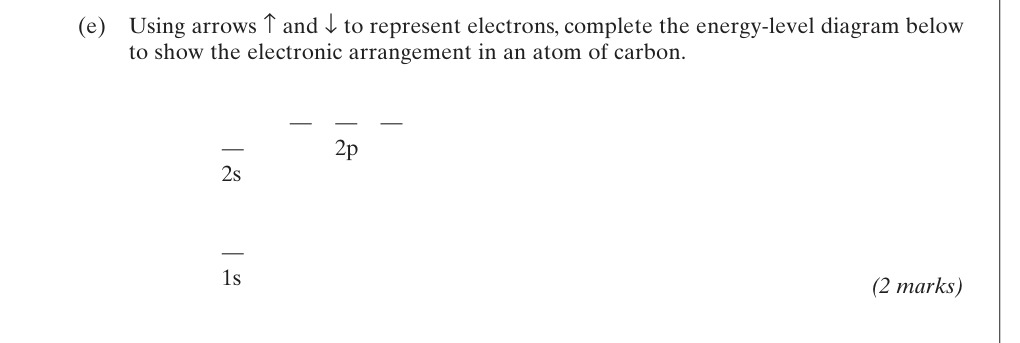 (e) Using arrows ↑ and ↓ to represent electrons, complete the energy-level diagram below
to show the electronic arrangement in an atom of carbon.
— — —
—
2p
2s
—
1s
(2 marks)